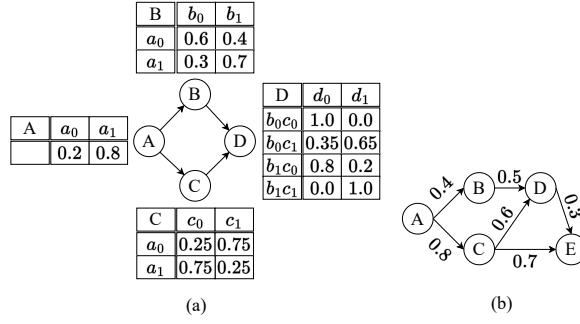 B b₀ b₁
a₀ 0.6 0.4
a₁ 0.3 0.7
A a₀ a₁
0.2 0.8
A
B
C
D
D d₀ d₁
b₀c₀ 1.0 0.0
b₀c₁ 0.35 0.65
b₁c₀ 0.8 0.2
b₁c₁ 0.0 1.0
C c₀ c₁
a₀ 0.25 0.75
a₁ 0.75 0.25
(a)
A
0.4
B
0.5
D
0.3
0.8
C
0.6
0.7
E
(b)